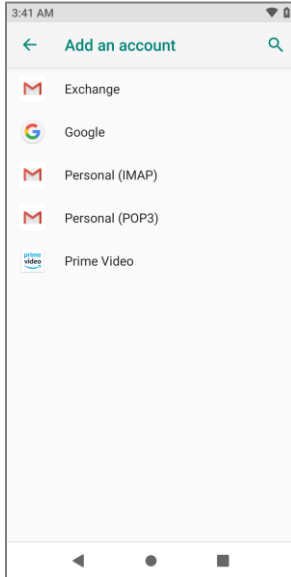 3:41 AM
Add an account
Exchange
Google
Personal (IMAP)
Personal (POP3)
prime
video
Prime Video